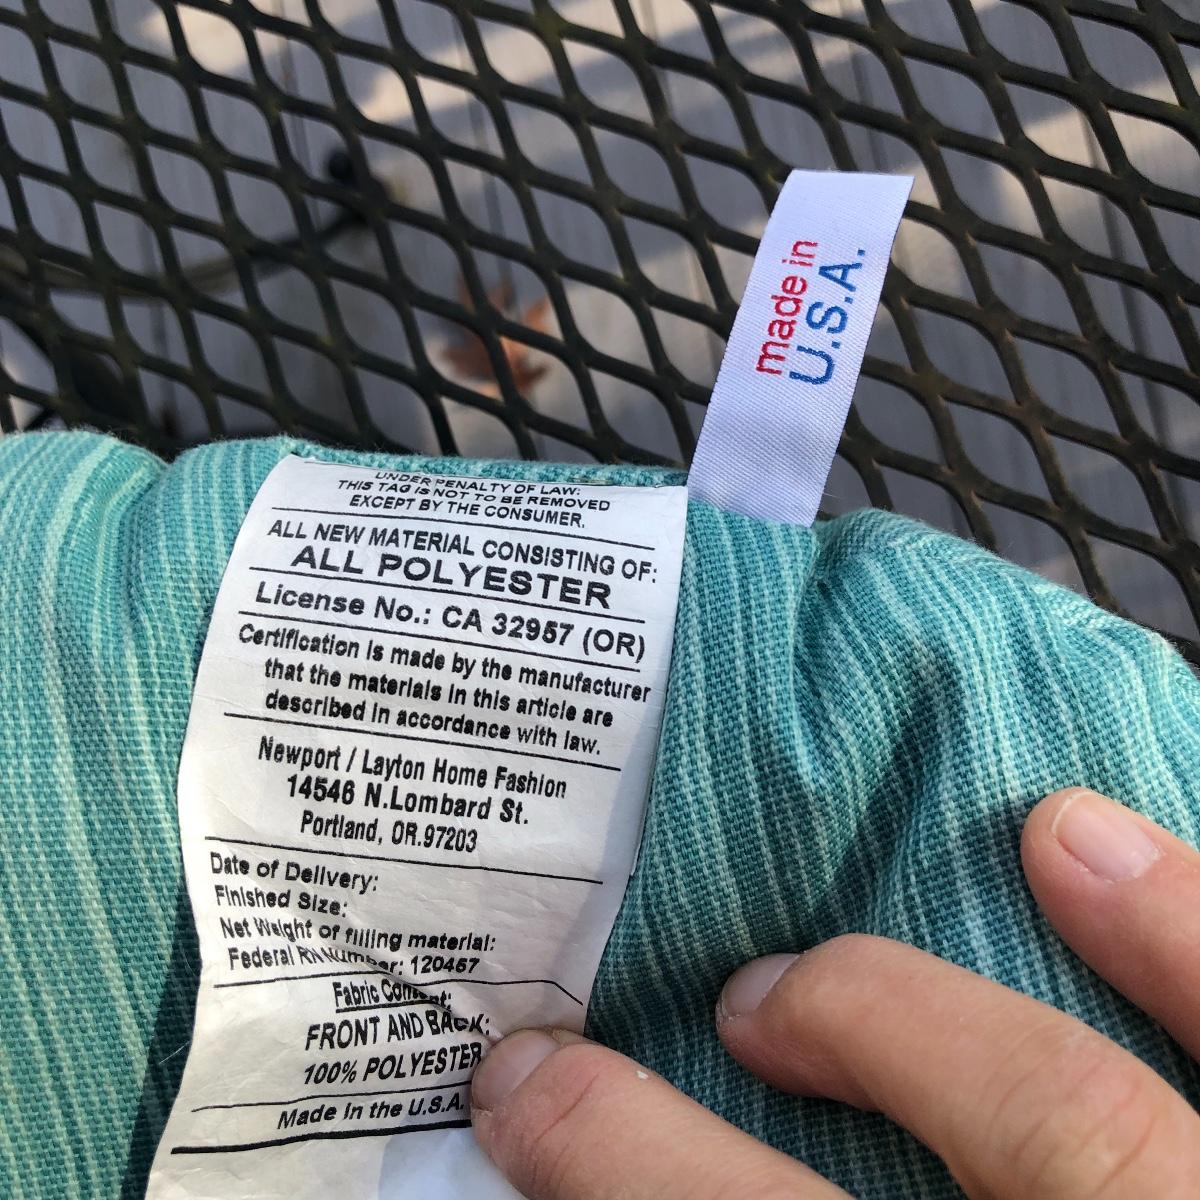 made in
U.S.A.
UNDER PENALTY OF LAW:
THIS TAG IS NOT TO BE REMOVED
EXCEPT BY THE CONSUMER.
ALL NEW MATERIAL CONSISTING OF:
ALL POLYESTER
License No.: CA 32957 (OR)
Certification is made by the manufacturer
that the materials in this article are
described in accordance with law.
Newport / Layton Home Fashion
14546 N.Lombard St.
Portland, OR.97203
Date of Delivery:
Finished Size:
Net Weight of filling material:
Federal RN Number: 120457
Fabric Content:
FRONT AND BACK:
100% POLYESTER
Made in the U.S.A.